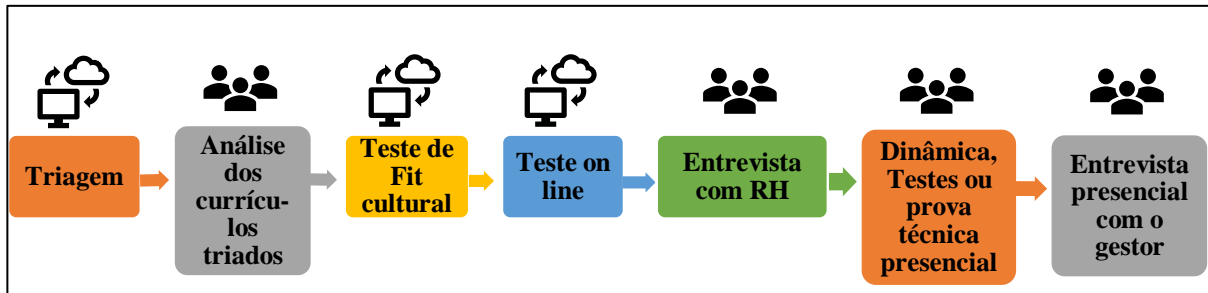 Triagem
Análise
dos
currícu-
los
triados
Teste de
Fit
cultural
Teste on
line
Entrevista
com RH
Dinâmica,
Testes ou
prova
técnica
presencial
Entrevista
presencial
com o
gestor